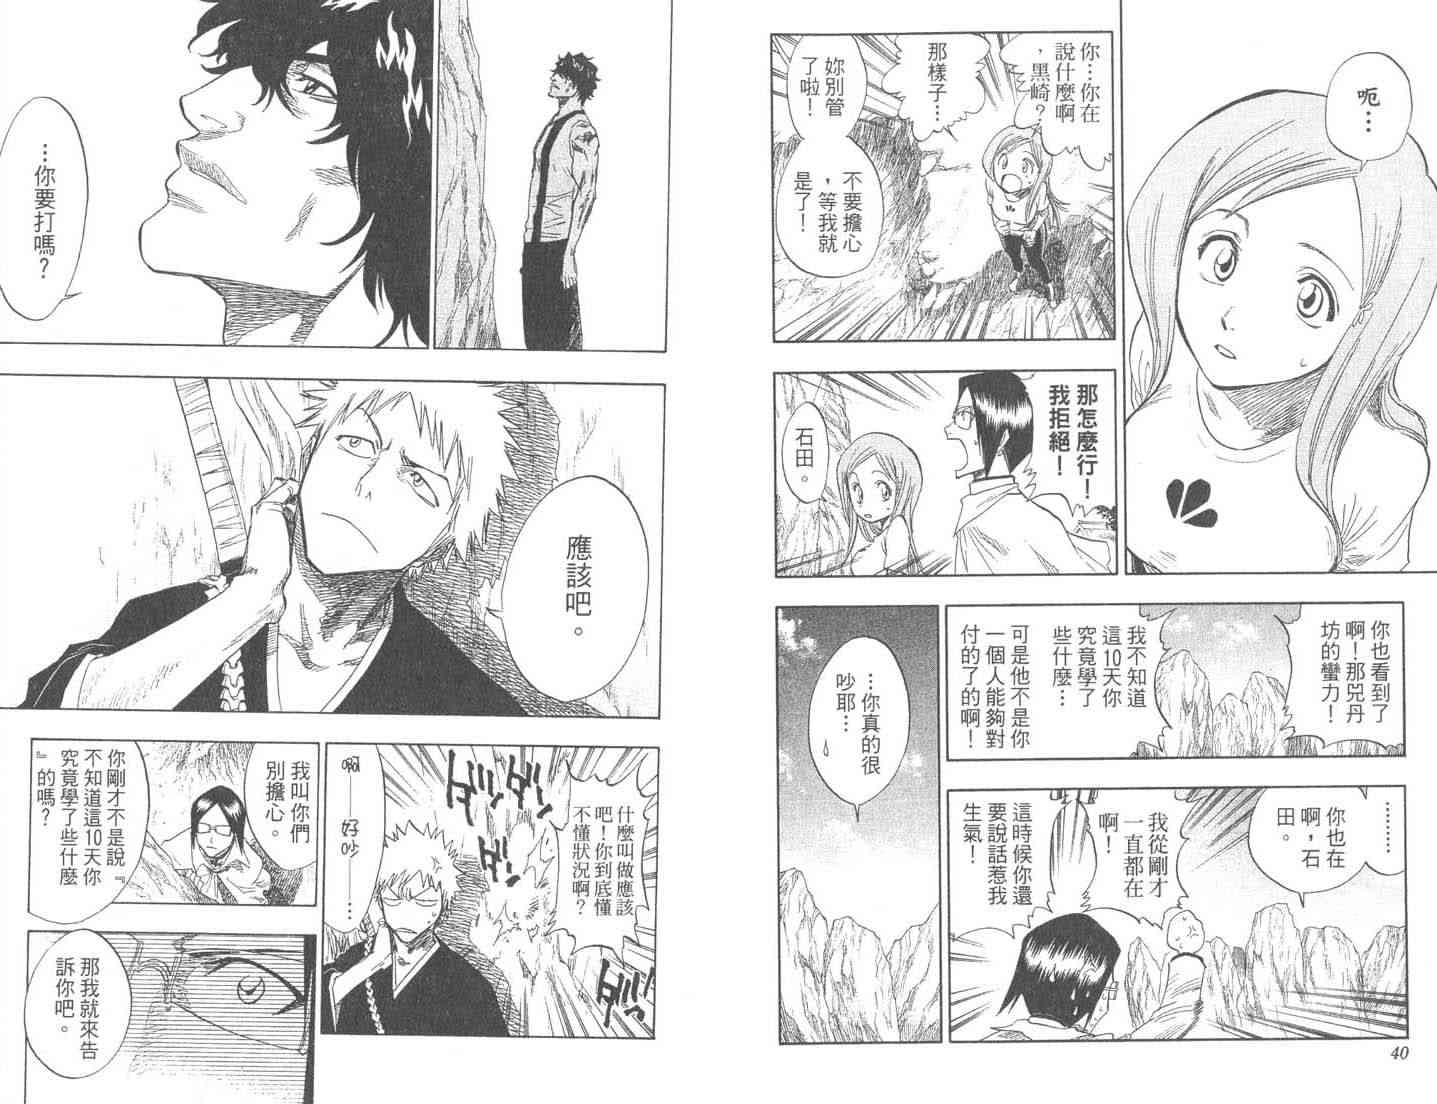 呃…
你…你在
說什麼啊
，黑崎？
那樣子…
妳別管
了啦！
不要擔心
，等我就
是了！
那怎麼行！
我拒絕！
石田。
你也看到了
啊！那兕丹
坊的蠻力！
我不知道
這10天你
究竟學了
些什麼…
可是他不是你
一個人能夠對
付的了的啊！
………
你也在
啊，石
田。
我從剛才
一直都在
啊！
這時候你還
要說話惹我
生氣！
…你真的很
吵耶…
40
…你要打嗎？
應該吧。
什麼叫做應該
吧！你到底懂
不懂狀況啊？
ダダダダ
啊——好吵——…
我叫你們
別擔心。
你剛才不是說『
不知道這10天你
究竟學了些什麼
』的嗎？
那我就來告
訴你吧。